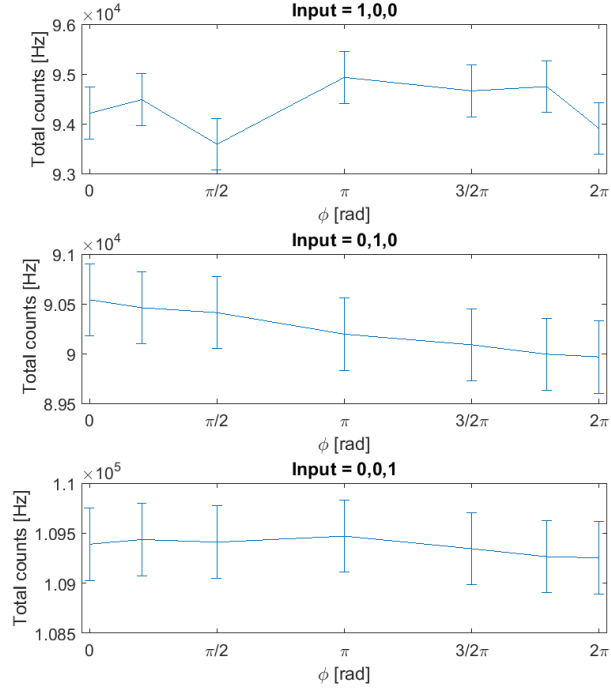 Input = 1,0,0
×10⁴
9.6
9.5
9.4
9.3
Total counts [Hz]
0 π/2 π 3/2π 2π
ϕ [rad]
Input = 0,1,0
×10⁴
9.1
9.05
9
8.95
Total counts [Hz]
0 π/2 π 3/2π 2π
ϕ [rad]
Input = 0,0,1
×10⁵
1.1
1.095
1.09
1.085
Total counts [Hz]
0 π/2 π 3/2π 2π
ϕ [rad]